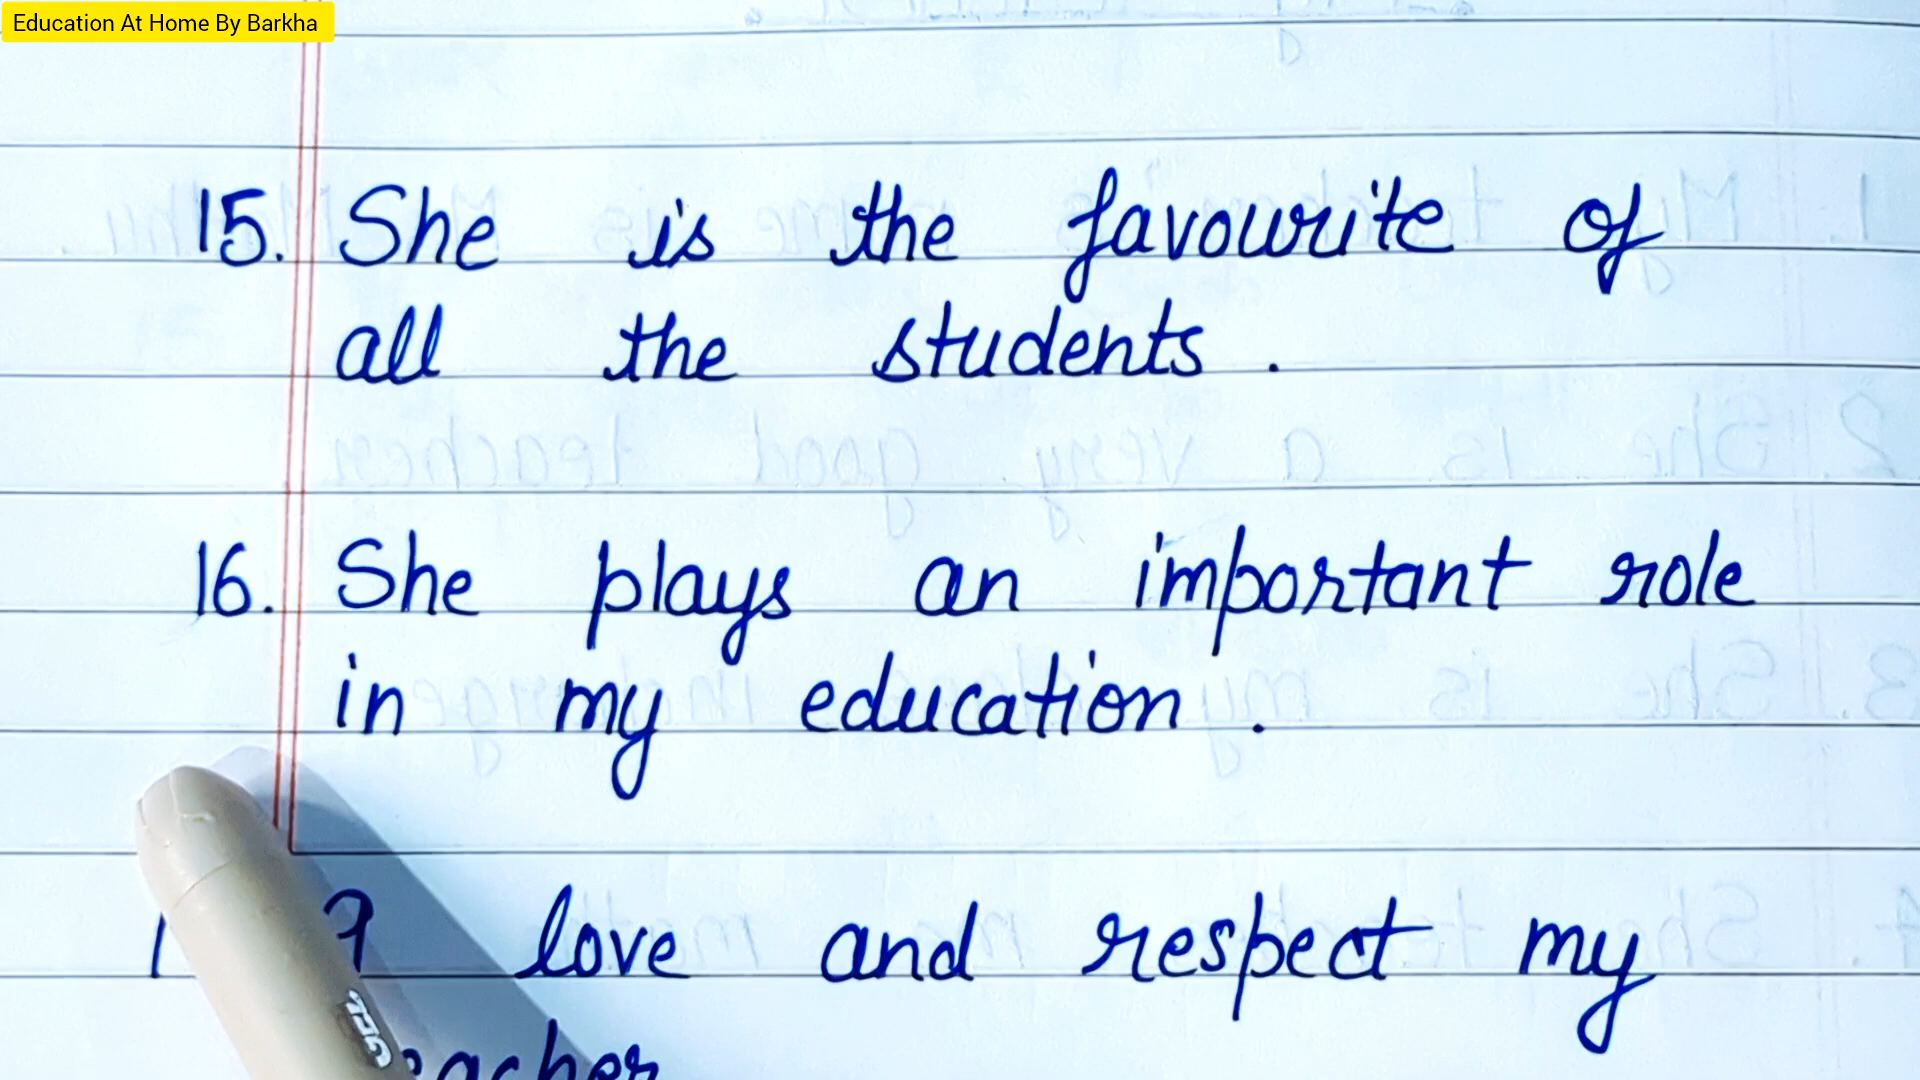 Education At Home By Barkha
15. She is the favourite of
all the students.
16. She plays an important role
in my education.
love and respect my